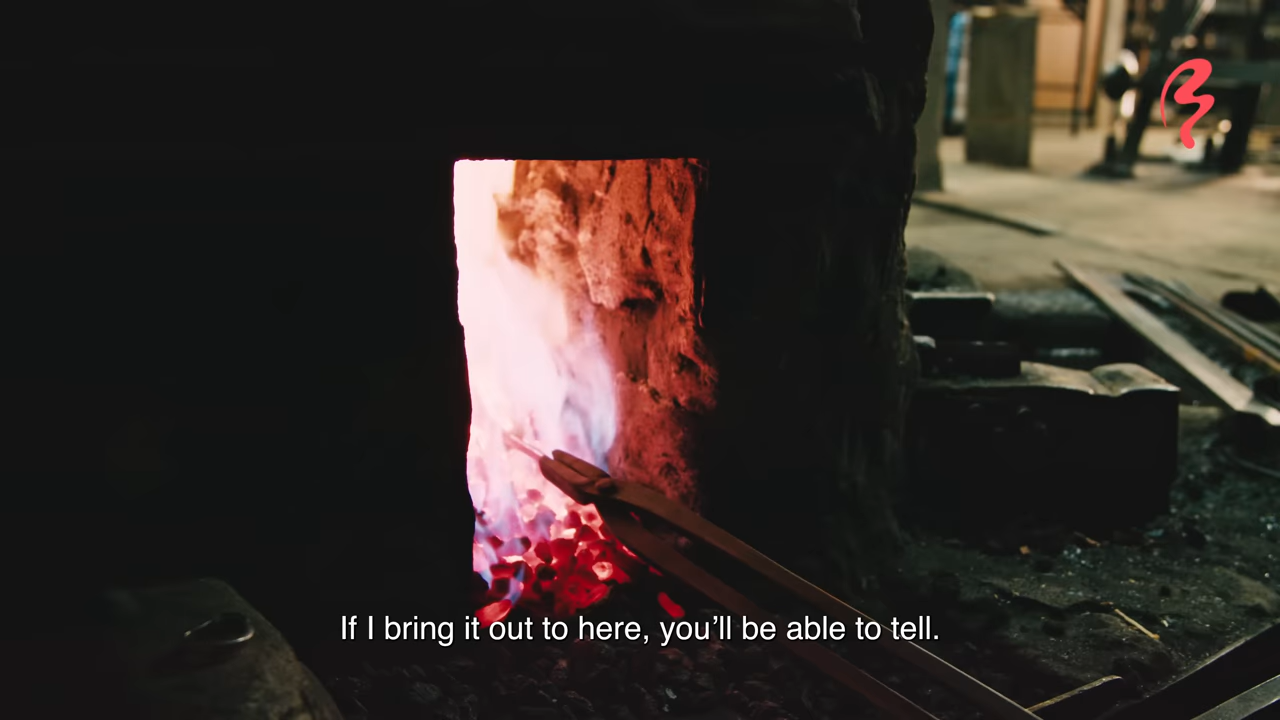 If I bring it out to here, you’ll be able to tell.